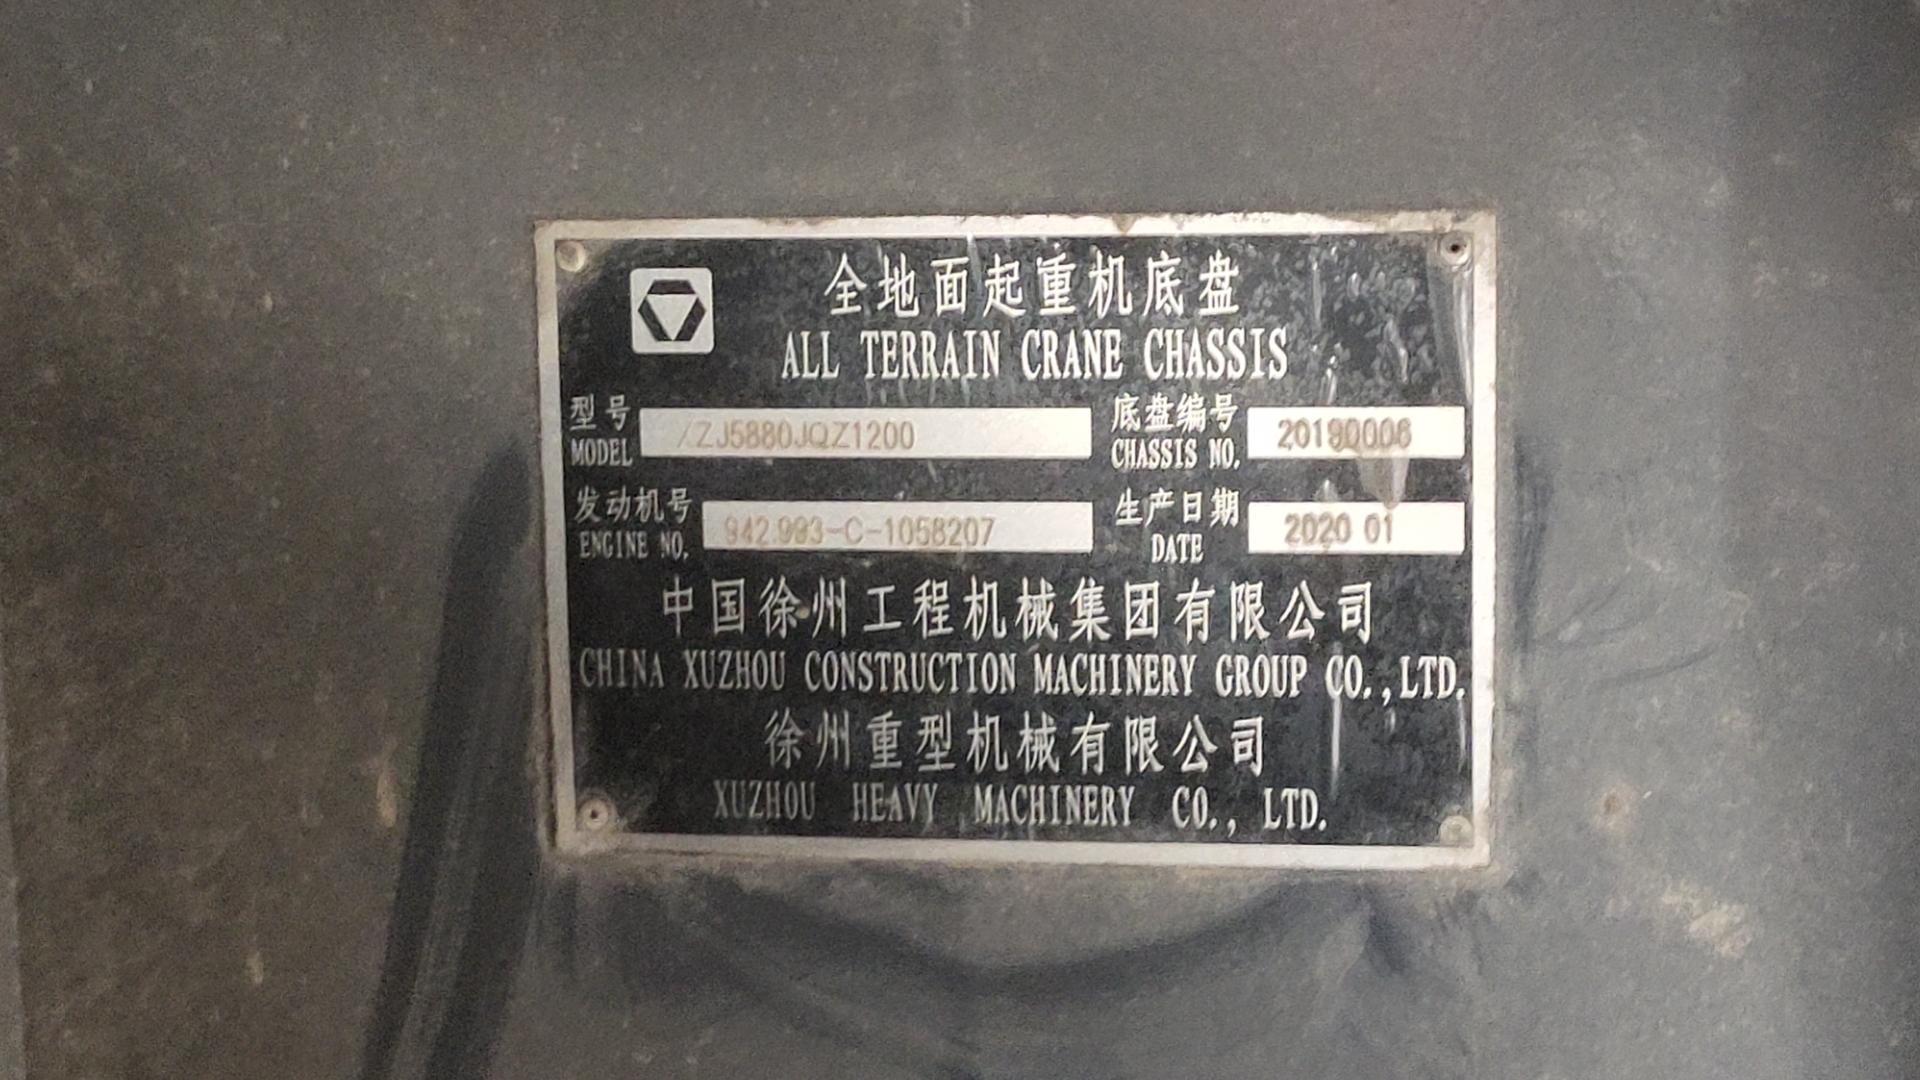 全地面起重机底盘
ALL TERRAIN CRANE CHASSIS
型号 MODEL XZJ5880JQZ1200 底盘编号 CHASSIS NO. 20190006
发动机号 ENGINE NO. 942.993-C-1058207 生产日期 DATE 2020 01
中国徐州工程机械集团有限公司
CHINA XUZHOU CONSTRUCTION MACHINERY GROUP CO.,LTD.
徐州重型机械有限公司
XUZHOU HEAVY MACHINERY CO., LTD.